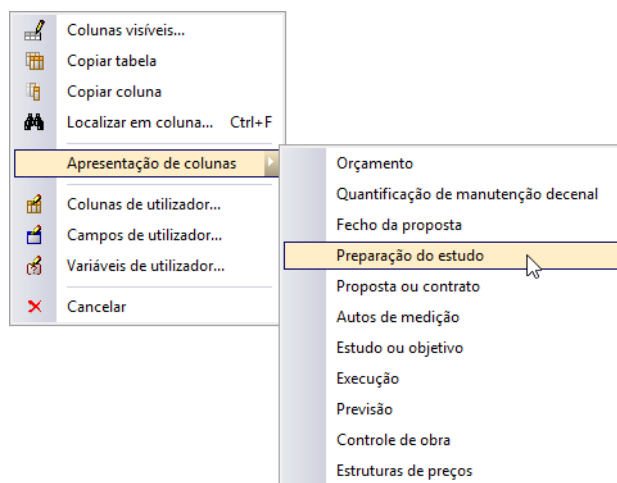 Colunas visíveis...
Copiar tabela
Copiar coluna
Localizar em coluna... Ctrl+F
Apresentação de colunas
Colunas de utilizador...
Campos de utilizador...
Variáveis de utilizador...
Cancelar
Orçamento
Quantificação de manutenção decenal
Fecho da proposta
Preparação do estudo
Proposta ou contrato
Autos de medição
Estudo ou objetivo
Execução
Previsão
Controle de obra
Estruturas de preços